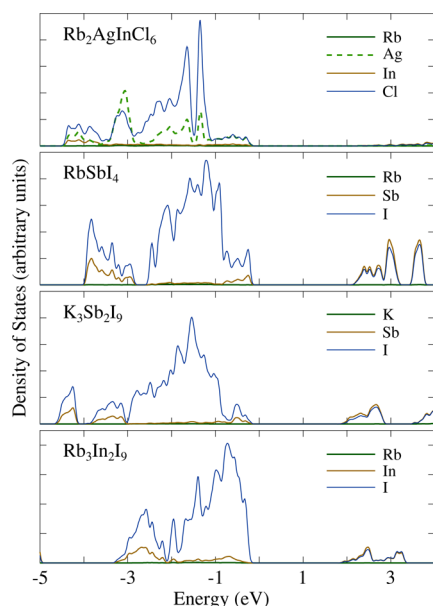 Rb₂AgInCl₆
Rb
Ag
In
Cl
RbSbI₄
Rb
Sb
I
K₃Sb₂I₉
K
Sb
I
Rb₃In₂I₉
Rb
In
I
Density of States (arbitrary units)
-5 -3 -1 1 3
Energy (eV)